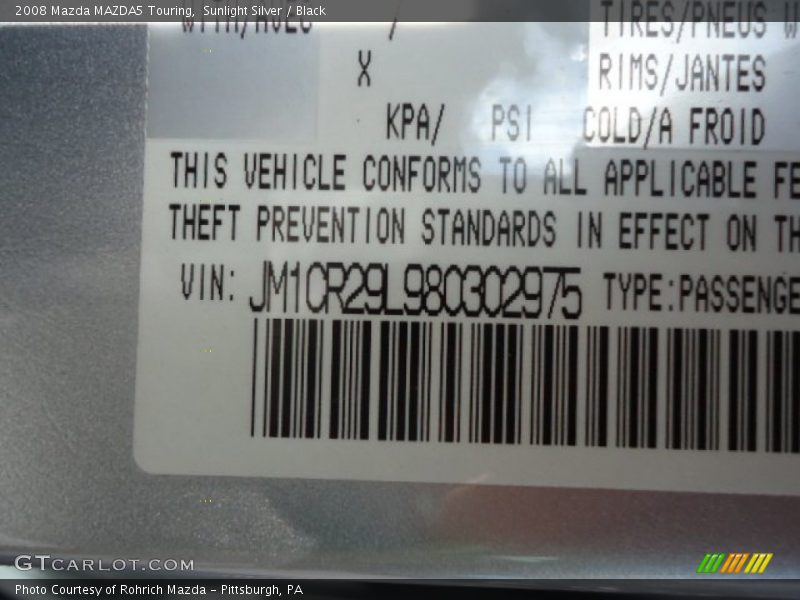 2008 Mazda MAZDA5 Touring, Sunlight Silver / Black
TIRES/PNEUS
X
RIMS/JANTES
KPA/ PSI COLD/A FROID
THIS VEHICLE CONFORMS TO ALL APPLICABLE FE
THEFT PREVENTION STANDARDS IN EFFECT ON TH
VIN: JM1CR29L980302975 TYPE:PASSENGE
GTCARLOT.COM
Photo Courtesy of Rohrich Mazda - Pittsburgh, PA